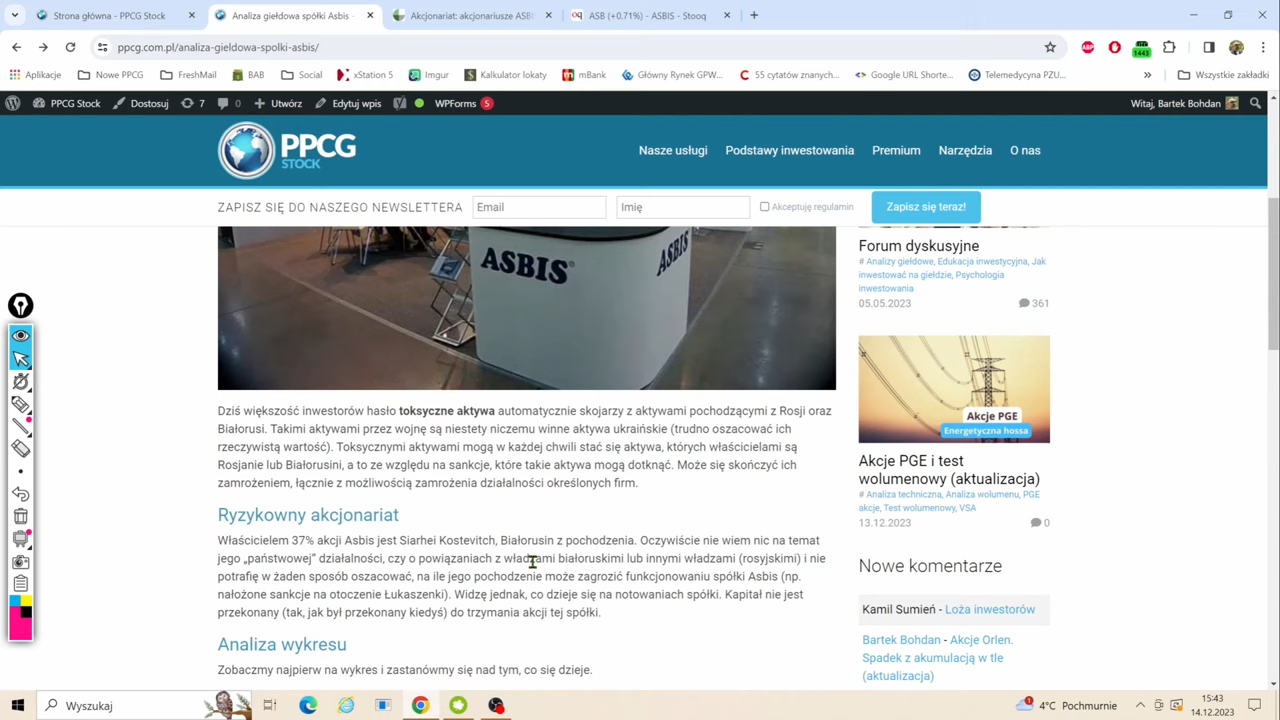 Strona główna - PPCG Stock
Analiza giełdowa spółki Asbis -
Akcjonariat: akcjonariusze ASB
ASB (+0.71%) - ASBIS - Stooq
ppcg.com.pl/analiza-gieldowa-spolki-asbis/
ABP
1443
Aplikacje
Nowe PPCG
FreshMail
BAB
Social
xStation 5
Imgur
Kalkulator lokaty
mBank
Główny Rynek GPW...
55 cytatów znanych...
Google URL Shorte...
Telemedycyna PZU...
Wszystkie zakładki
PPCG Stock
Dostosuj
7
0
Utwórz
Edytuj wpis
WPForms 5
Witaj, Bartek Bohdan
PPCG
STOCK
Nasze usługi
Podstawy inwestowania
Premium
Narzędzia
O nas
ZAPISZ SIĘ DO NASZEGO NEWSLETTERA
Email
Imię
Akceptuję regulamin
Zapisz się teraz!
ASBIS
ASBIS
Dziś większość inwestorów hasło toksyczne aktywa automatycznie skojarzy z aktywami pochodzącymi z Rosji oraz
Białorusi. Takimi aktywami przez wojnę są niestety niczemu winne aktywa ukraińskie (trudno oszacować ich
rzeczywistą wartość). Toksycznymi aktywami mogą w każdej chwili stać się aktywa, których właścicielami są
Rosjanie lub Białorusini, a to ze względu na sankcje, które takie aktywa mogą dotknąć. Może się skończyć ich
zamrożeniem, łącznie z możliwością zamrożenia działalności określonych firm.
Ryzykowny akcjonariat
Właścicielem 37% akcji Asbis jest Siarhei Kostevitch, Białorusin z pochodzenia. Oczywiście nie wiem nic na temat
jego „państwowej” działalności, czy o powiązaniach z władzami białoruskimi lub innymi władzami (rosyjskimi) i nie
potrafię w żaden sposób oszacować, na ile jego pochodzenie może zagrozić funkcjonowaniu spółki Asbis (np.
nałożone sankcje na otoczenie Łukaszenki). Widzę jednak, co dzieje się na notowaniach spółki. Kapitał nie jest
przekonany (tak, jak był przekonany kiedyś) do trzymania akcji tej spółki.
Analiza wykresu
Zobaczmy najpierw na wykres i zastanówmy się nad tym, co się dzieje.
Forum dyskusyjne
# Analizy giełdowe, Edukacja inwestycyjna, Jak
inwestować na giełdzie, Psychologia
inwestowania
05.05.2023
361
Akcje PGE
Energetyczna hossa
Akcje PGE i test
wolumenowy (aktualizacja)
# Analiza techniczna, Analiza wolumenu, PGE
akcje, Test wolumenowy, VSA
13.12.2023
0
Nowe komentarze
Kamil Sumień - Loża inwestorów
Bartek Bohdan - Akcje Orlen.
Spadek z akumulacją w tle
(aktualizacja)
Wyszukaj
4°C Pochmurnie
15:43
14.12.2023